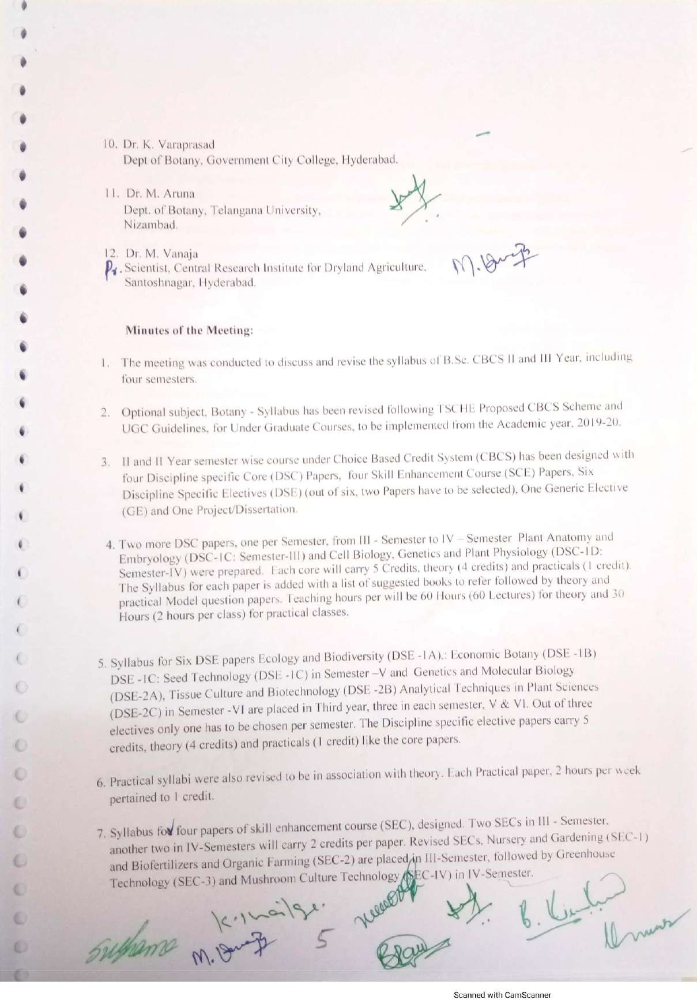 10. Dr. K. Varaprasad
Dept of Botany, Government City College, Hyderabad.
11. Dr. M. Aruna
Dept. of Botany, Telangana University,
Nizambad.
12. Dr. M. Vanaja
Pr. Scientist, Central Research Institute for Dryland Agriculture,
Santoshnagar, Hyderabad.
M. Vanaja
Minutes of the Meeting:
1. The meeting was conducted to discuss and revise the syllabus of B.Sc. CBCS II and III Year, including
four semesters.
2. Optional subject, Botany - Syllabus has been revised following TSCHE Proposed CBCS Scheme and
UGC Guidelines, for Under Graduate Courses, to be implemented from the Academic year, 2019-20.
3. II and II Year semester wise course under Choice Based Credit System (CBCS) has been designed with
four Discipline specific Core (DSC) Papers, four Skill Enhancement Course (SCE) Papers, Six
Discipline Specific Electives (DSE) (out of six, two Papers have to be selected), One Generic Elective
(GE) and One Project/Dissertation.
4. Two more DSC papers, one per Semester, from III - Semester to IV – Semester Plant Anatomy and
Embryology (DSC-1C: Semester-III) and Cell Biology, Genetics and Plant Physiology (DSC-1D:
Semester-IV) were prepared. Each core will carry 5 Credits, theory (4 credits) and practicals (1 credit).
The Syllabus for each paper is added with a list of suggested books to refer followed by theory and
practical Model question papers. Teaching hours per will be 60 Hours (60 Lectures) for theory and 30
Hours (2 hours per class) for practical classes.
5. Syllabus for Six DSE papers Ecology and Biodiversity (DSE -1A),: Economic Botany (DSE -1B)
DSE -1C: Seed Technology (DSE -1C) in Semester –V and Genetics and Molecular Biology
(DSE-2A), Tissue Culture and Biotechnology (DSE -2B) Analytical Techniques in Plant Sciences
(DSE-2C) in Semester -VI are placed in Third year, three in each semester, V & VI. Out of three
electives only one has to be chosen per semester. The Discipline specific elective papers carry 5
credits, theory (4 credits) and practicals (1 credit) like the core papers.
6. Practical syllabi were also revised to be in association with theory. Each Practical paper, 2 hours per week
pertained to 1 credit.
7. Syllabus for four papers of skill enhancement course (SEC), designed. Two SECs in III - Semester.
another two in IV-Semesters will carry 2 credits per paper. Revised SECs, Nursery and Gardening (SEC-1)
and Biofertilizers and Organic Farming (SEC-2) are placed in III-Semester, followed by Greenhouse
Technology (SEC-3) and Mushroom Culture Technology (SEC-IV) in IV-Semester.
M. Vanaja
5
Scanned with CamScanner